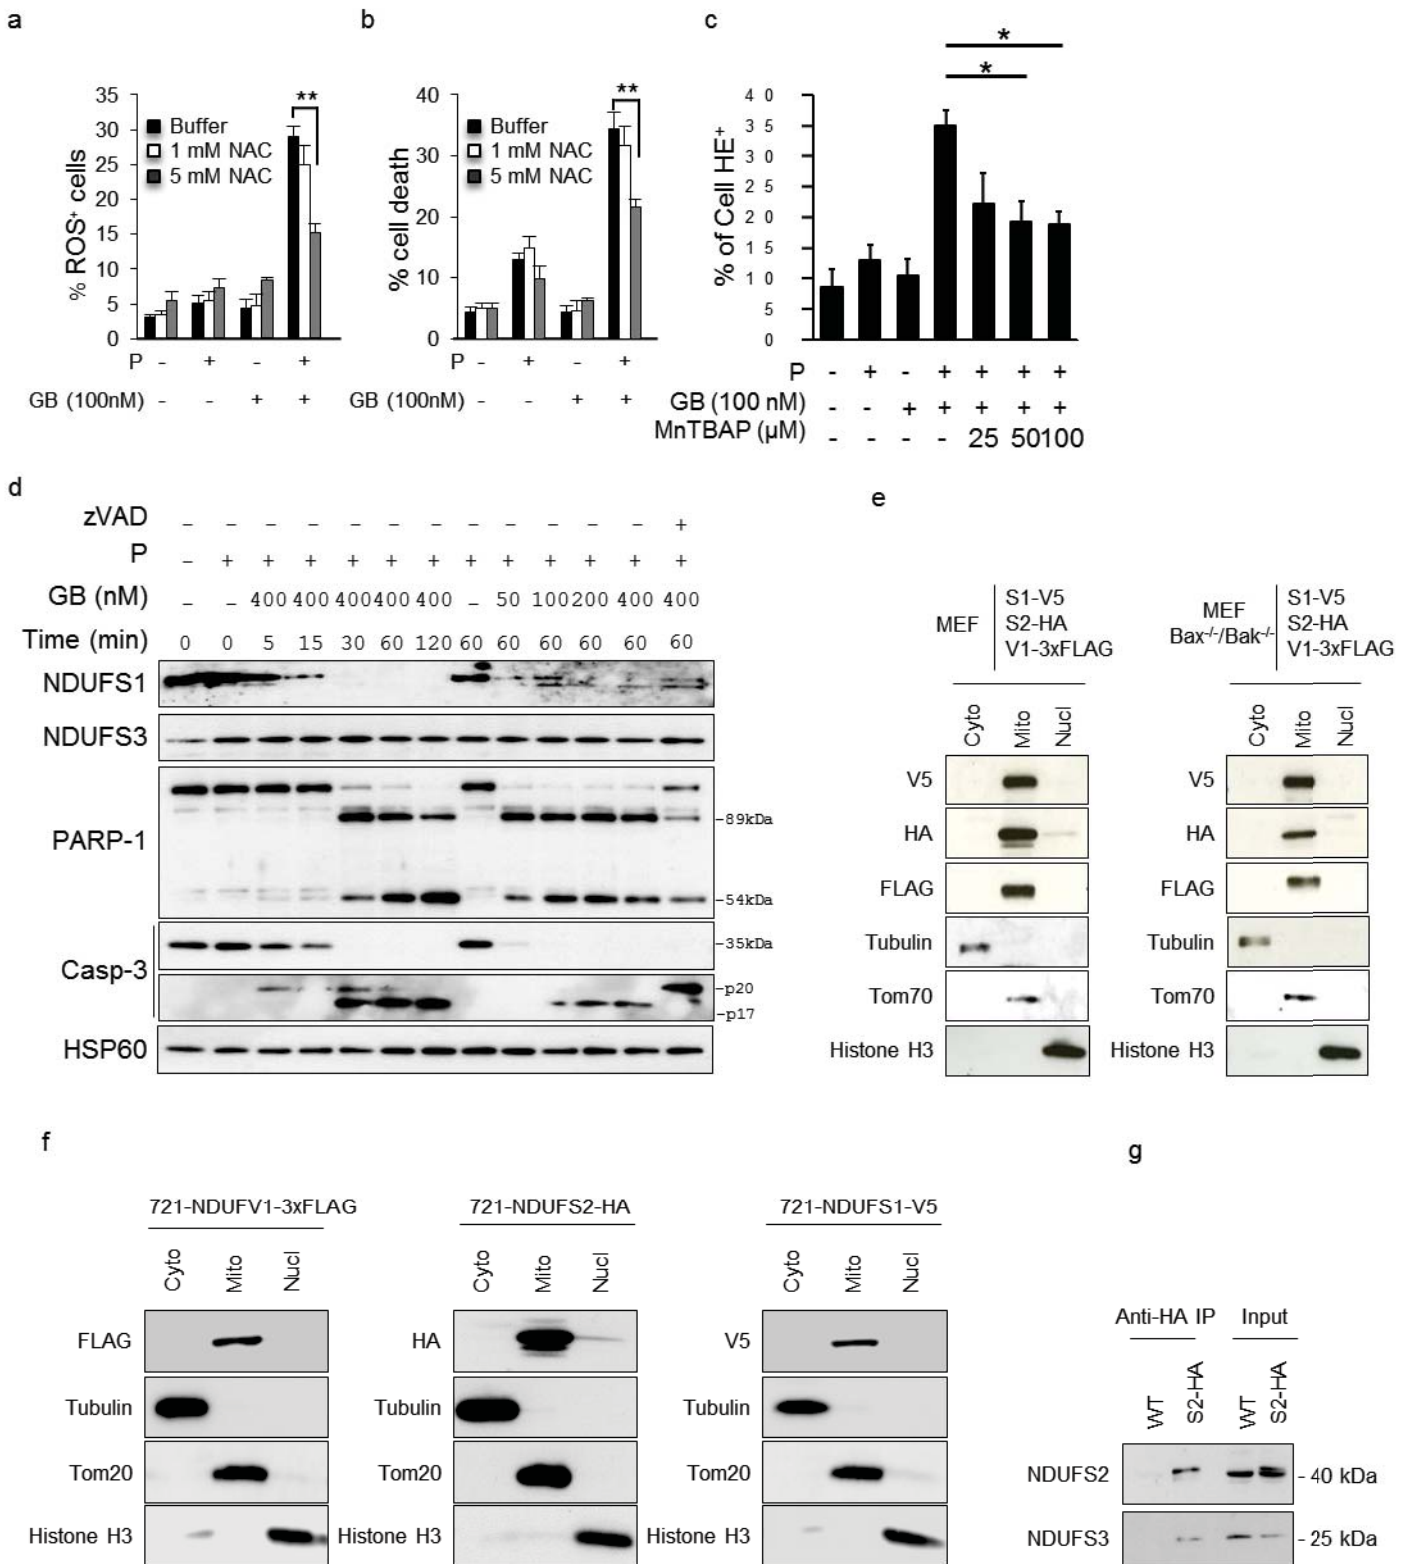 a
b
c
35
30
25
20
15
10
5
0
% ROS⁺ cells
Buffer
1 mM NAC
5 mM NAC
**
P - + - +
GB (100nM) - - + +
40
30
20
10
0
% cell death
Buffer
1 mM NAC
5 mM NAC
**
P - + - +
GB (100nM) - - + +
* 
*
4 0
3 5
3 0
2 5
2 0
1 5
1 0
5
0
% of Cell HE⁺
P - + - + + + +
GB (100 nM) - - + + + + +
MnTBAP (µM) - - - - 25 50 100
d
zVAD – – – – – – – – – – – – +
P – + + + + + + + + + + + +
GB (nM) – – 400 400 400 400 400 – 50 100 200 400 400
Time (min) 0 0 5 15 30 60 120 60 60 60 60 60 60
NDUFS1
NDUFS3
PARP-1
-89kDa
-54kDa
Casp-3
-35kDa
-p20
-p17
HSP60
e
MEF
S1-V5
S2-HA
V1-3xFLAG
Cyto Mito Nucl
V5
HA
FLAG
Tubulin
Tom70
Histone H3
MEF
Bax-/-/Bak-/-
S1-V5
S2-HA
V1-3xFLAG
Cyto Mito Nucl
V5
HA
FLAG
Tubulin
Tom70
Histone H3
f
721-NDUFV1-3xFLAG
Cyto Mito Nucl
FLAG
Tubulin
Tom20
Histone H3
721-NDUFS2-HA
Cyto Mito Nucl
HA
Tubulin
Tom20
Histone H3
721-NDUFS1-V5
Cyto Mito Nucl
V5
Tubulin
Tom20
Histone H3
g
Anti-HA IP Input
WT S2-HA WT S2-HA
NDUFS2 - 40 kDa
NDUFS3 - 25 kDa